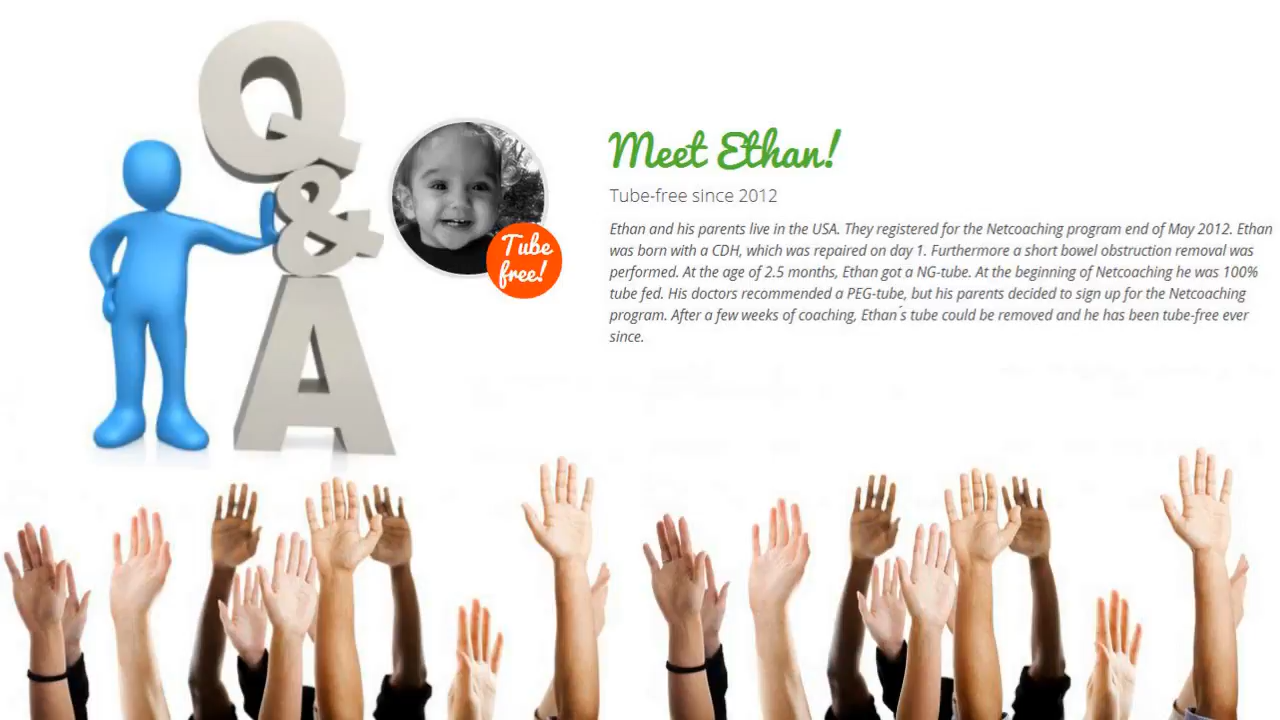 Q
&
A
Tube
free!
Meet Ethan!
Tube-free since 2012
Ethan and his parents live in the USA. They registered for the Netcoaching program end of May 2012. Ethan
was born with a CDH, which was repaired on day 1. Furthermore a short bowel obstruction removal was
performed. At the age of 2.5 months, Ethan got a NG-tube. At the beginning of Netcoaching he was 100%
tube fed. His doctors recommended a PEG-tube, but his parents decided to sign up for the Netcoaching
program. After a few weeks of coaching, Ethan´s tube could be removed and he has been tube-free ever
since.